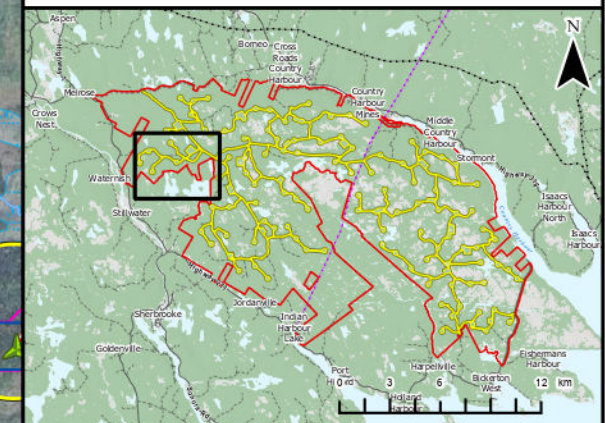 Aspen
N
Borneo
Cross
Roads
Country
Harbour
Melrose
Country
Harbour
Mines
Crows
Nest
Middle
Country
Harbour
Stormont
Waternish
Stillwater
Isaacs
Harbour
North
Isaacs
Harbour
Jordanville
Sherbrooke
Indian
Harbour
Lake
Goldenville
Fishermans
Harbour
Port
Harpellville
Bickerton
West
0 3 6 12 km
Holland
Harbour